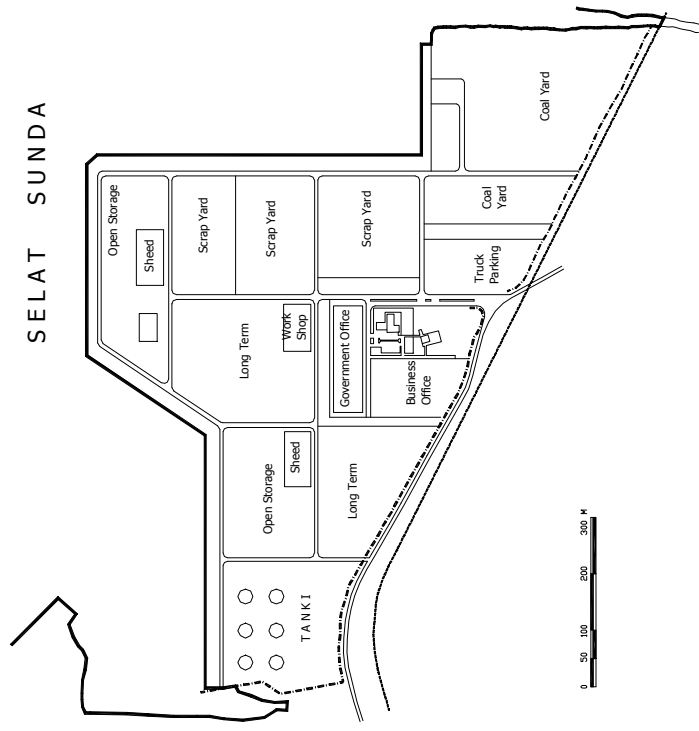 SELAT SUNDA
Open Storage
Sheed
Scrap Yard
Scrap Yard
Scrap Yard
Coal Yard
Coal
Yard
Truck
Parking
Long Term
Work
Shop
Government Office
Business
Office
Open Storage
Sheed
Long Term
TANKI
0 50 100 200 300 M